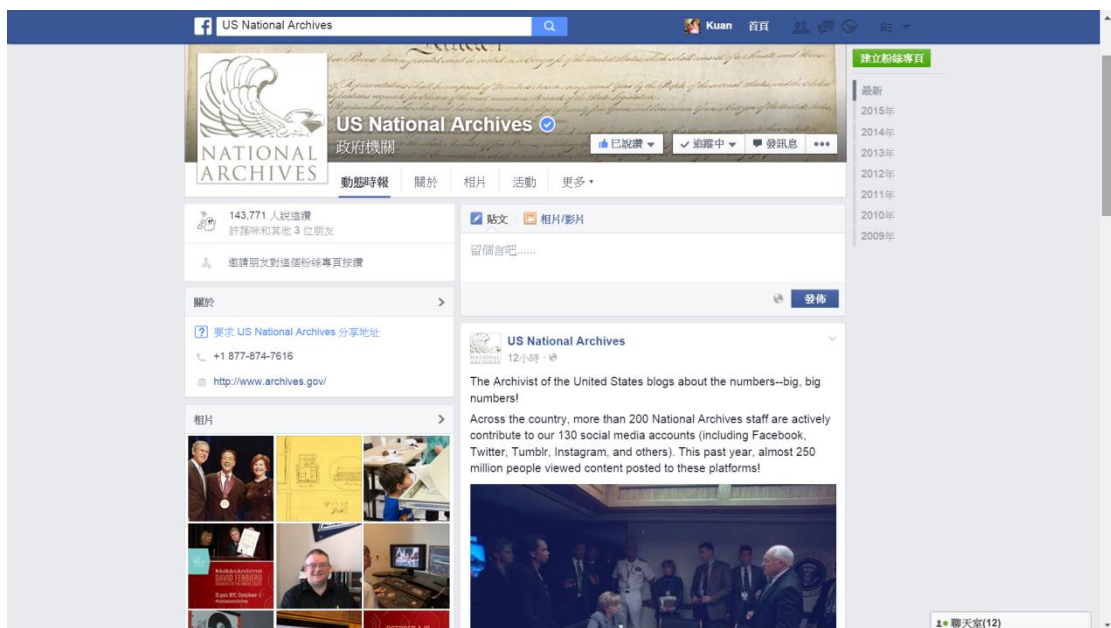 US National Archives
Kuan 首頁
NATIONAL
ARCHIVES
US National Archives
政府機關
已說讚 追蹤中 發訊息
動態時報 關於 相片 活動 更多
建立粉絲專頁
最新
2015年
2014年
2013年
2012年
2011年
2010年
2009年
143,771 人說這讚
和其他 3 位朋友
邀請朋友對這個粉絲專頁按讚
關於
要求 US National Archives 分享地址
+1 877-874-7616
http://www.archives.gov/
相片
#AskAnArchivist
DAVID FERRIERO
貼文 相片/影片
留個言吧......
發佈
US National Archives
12小時
The Archivist of the United States blogs about the numbers--big, big
numbers!
Across the country, more than 200 National Archives staff are actively
contribute to our 130 social media accounts (including Facebook,
Twitter, Tumblr, Instagram, and others). This past year, almost 250
million people viewed content posted to these platforms!
聊天室(12)